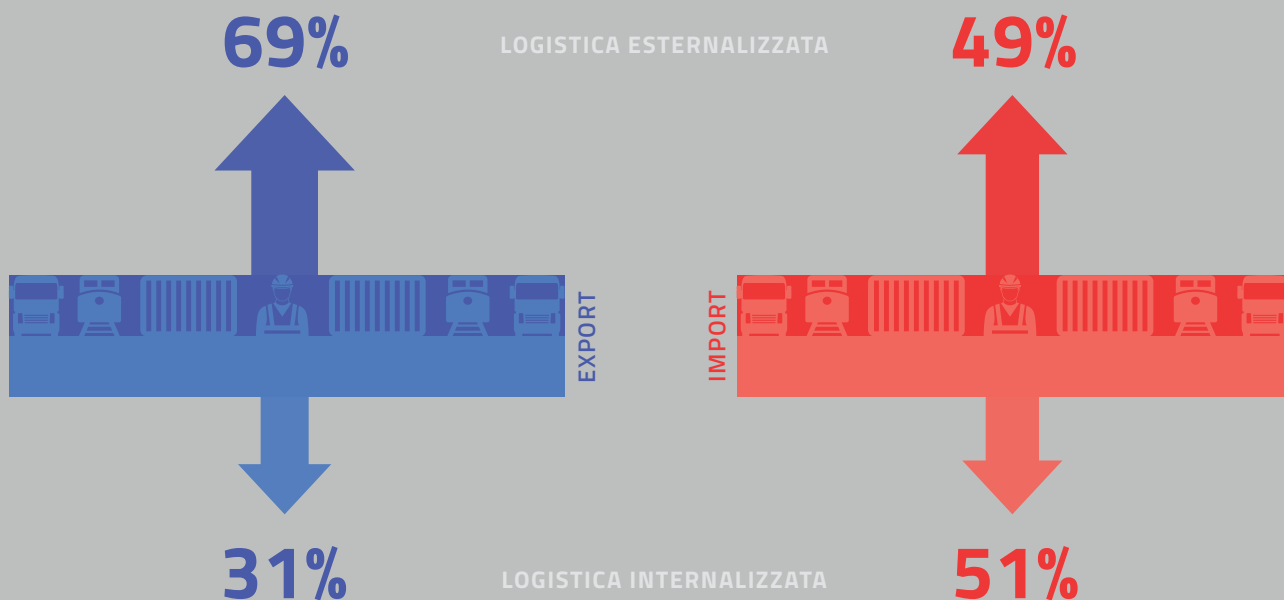 69%
LOGISTICA ESTERNALIZZATA
49%
EXPORT
IMPORT
31%
LOGISTICA INTERNALIZZATA
51%